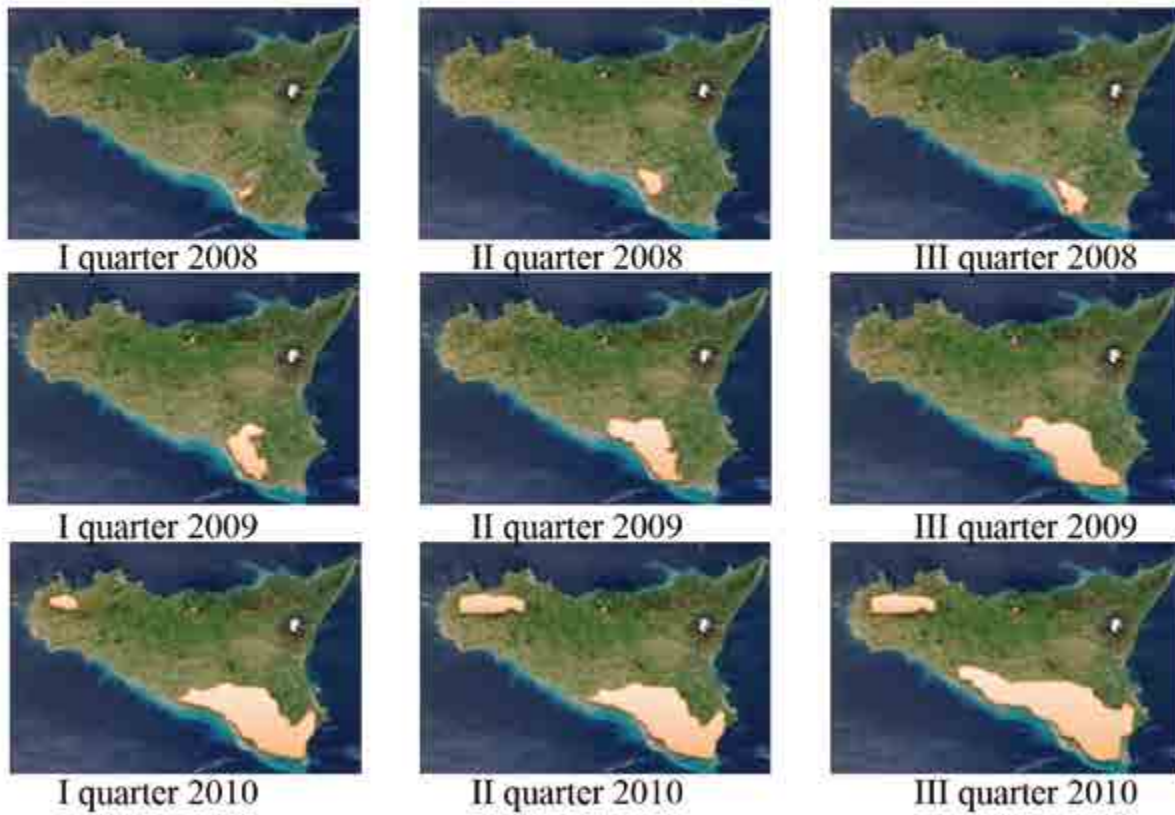 I quarter 2008
II quarter 2008
III quarter 2008
I quarter 2009
II quarter 2009
III quarter 2009
I quarter 2010
II quarter 2010
III quarter 2010